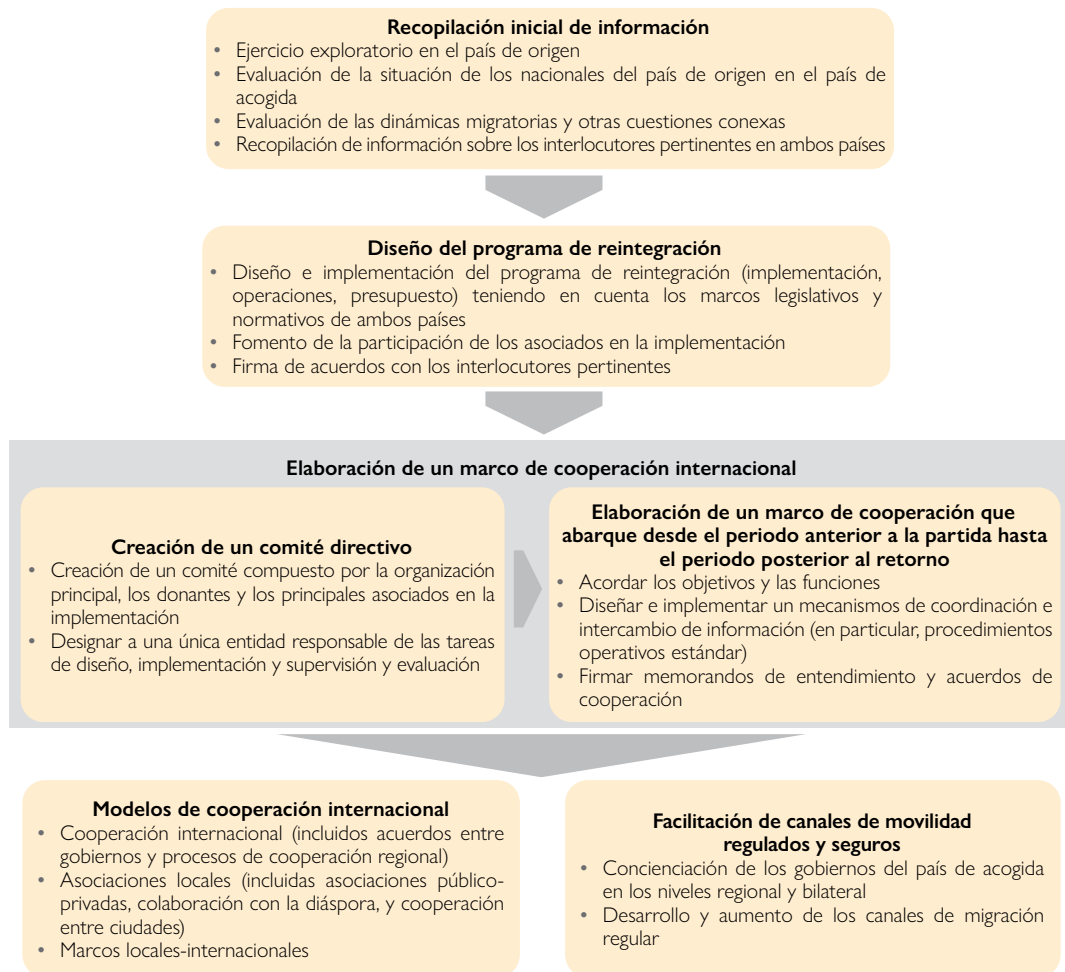 Recopilación inicial de información
• Ejercicio exploratorio en el país de origen
• Evaluación de la situación de los nacionales del país de origen en el país de
acogida
• Evaluación de las dinámicas migratorias y otras cuestiones conexas
• Recopilación de información sobre los interlocutores pertinentes en ambos países
Diseño del programa de reintegración
• Diseño e implementación del programa de reintegración (implementación,
operaciones, presupuesto) teniendo en cuenta los marcos legislativos y
normativos de ambos países
• Fomento de la participación de los asociados en la implementación
• Firma de acuerdos con los interlocutores pertinentes
Elaboración de un marco de cooperación internacional
Creación de un comité directivo
• Creación de un comité compuesto por la organización
principal, los donantes y los principales asociados en la
implementación
• Designar a una única entidad responsable de las tareas
de diseño, implementación y supervisión y evaluación
Elaboración de un marco de cooperación que
abarque desde el periodo anterior a la partida hasta
el periodo posterior al retorno
• Acordar los objetivos y las funciones
• Diseñar e implementar un mecanismos de coordinación e
intercambio de información (en particular, procedimientos
operativos estándar)
• Firmar memorandos de entendimiento y acuerdos de
cooperación
Modelos de cooperación internacional
• Cooperación internacional (incluidos acuerdos entre
gobiernos y procesos de cooperación regional)
• Asociaciones locales (incluidas asociaciones público-
privadas, colaboración con la diáspora, y cooperación
entre ciudades)
• Marcos locales-internacionales
Facilitación de canales de movilidad
regulados y seguros
• Concienciación de los gobiernos del país de acogida
en los niveles regional y bilateral
• Desarrollo y aumento de los canales de migración
regular